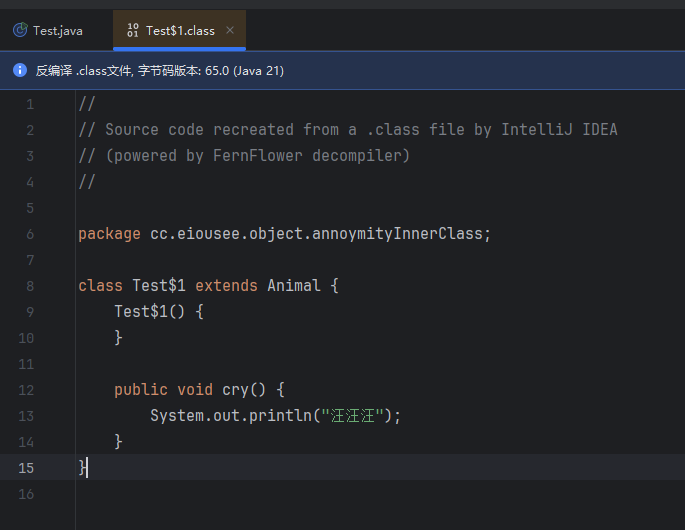 Test.java
Test$1.class
反编译 .class文件, 字节码版本: 65.0 (Java 21)
1 //
2 // Source code recreated from a .class file by IntelliJ IDEA
3 // (powered by FernFlower decompiler)
4 //
5
6 package cc.eiousee.object.annoymityInnerClass;
7
8 class Test$1 extends Animal {
9     Test$1() {
10     }
11
12     public void cry() {
13         System.out.println("汪汪汪");
14     }
15 }
16